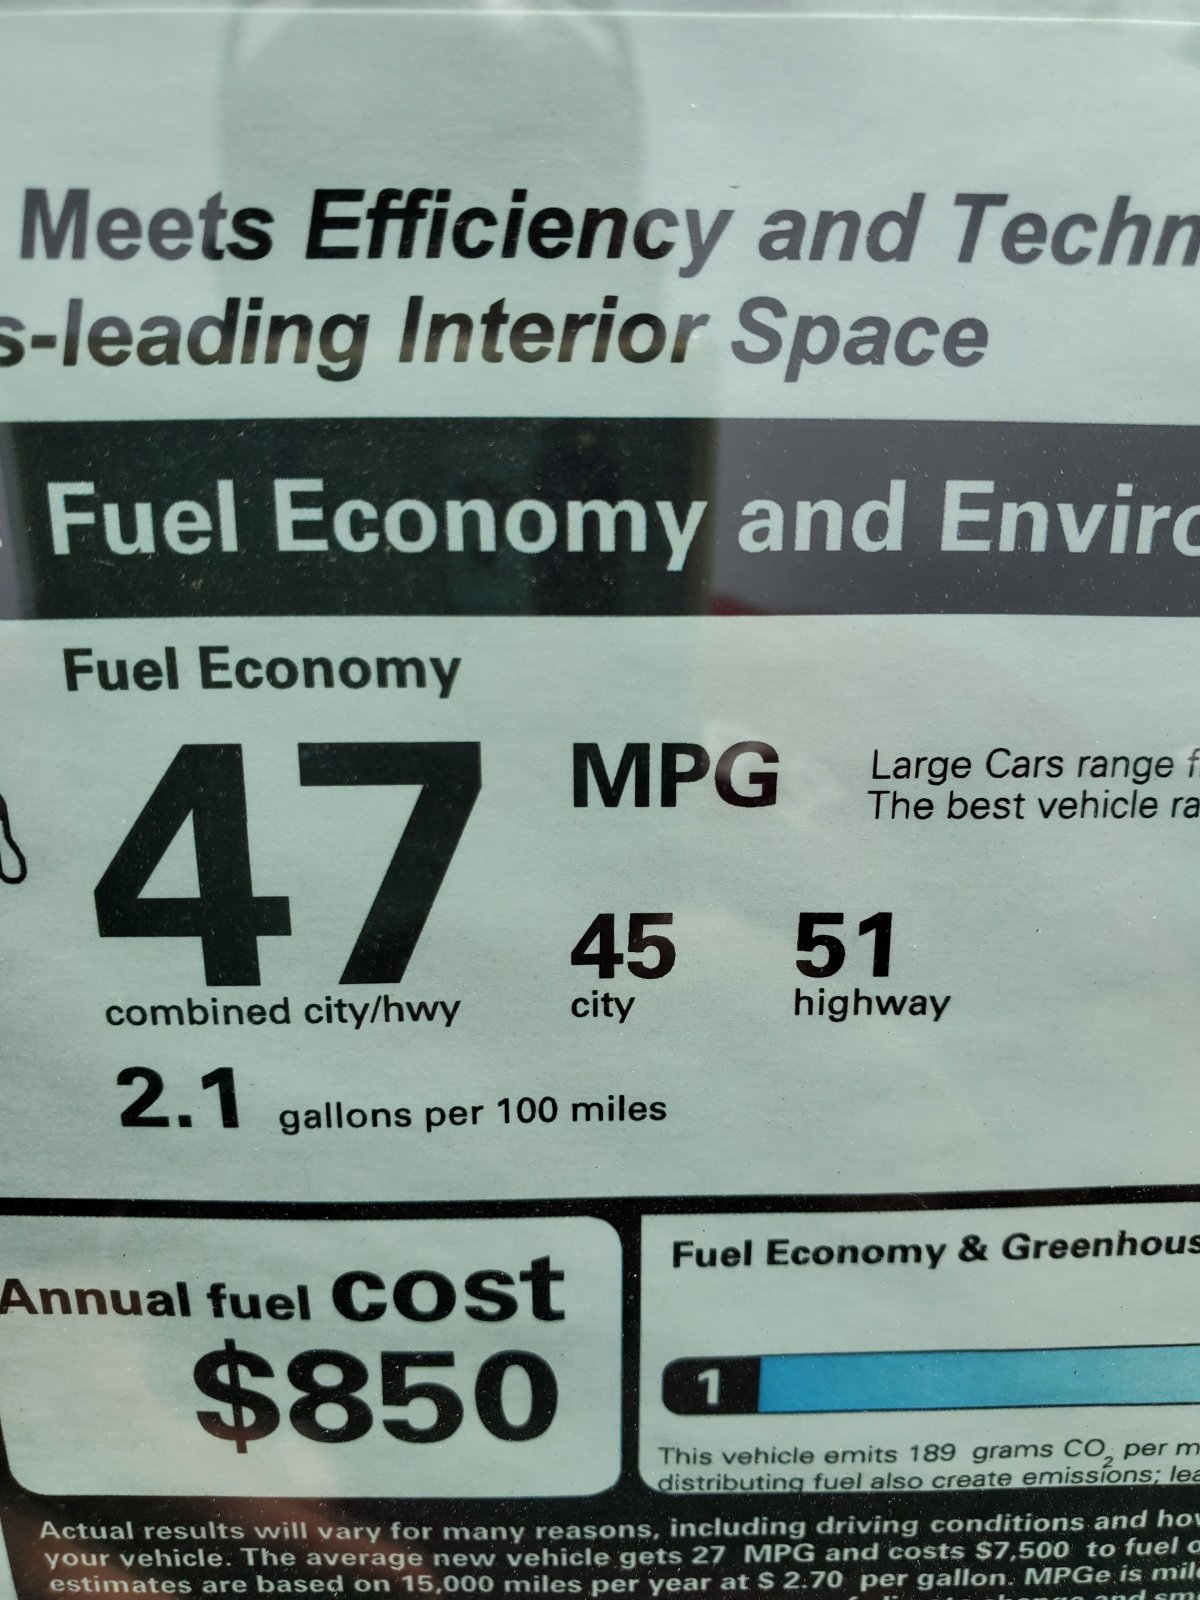 Meets Efficiency and Techn
s-leading Interior Space
Fuel Economy and Enviro
Fuel Economy
47 MPG
Large Cars range f
The best vehicle ra
45 51
combined city/hwy city highway
2.1 gallons per 100 miles
Annual fuel cost
$850
Fuel Economy & Greenhous
1
This vehicle emits 189 grams CO2 per m
distributing fuel also create emissions; lea
Actual results will vary for many reasons, including driving conditions and how
your vehicle. The average new vehicle gets 27 MPG and costs $7,500 to fuel o
estimates are based on 15,000 miles per year at $ 2.70 per gallon. MPGe is mile